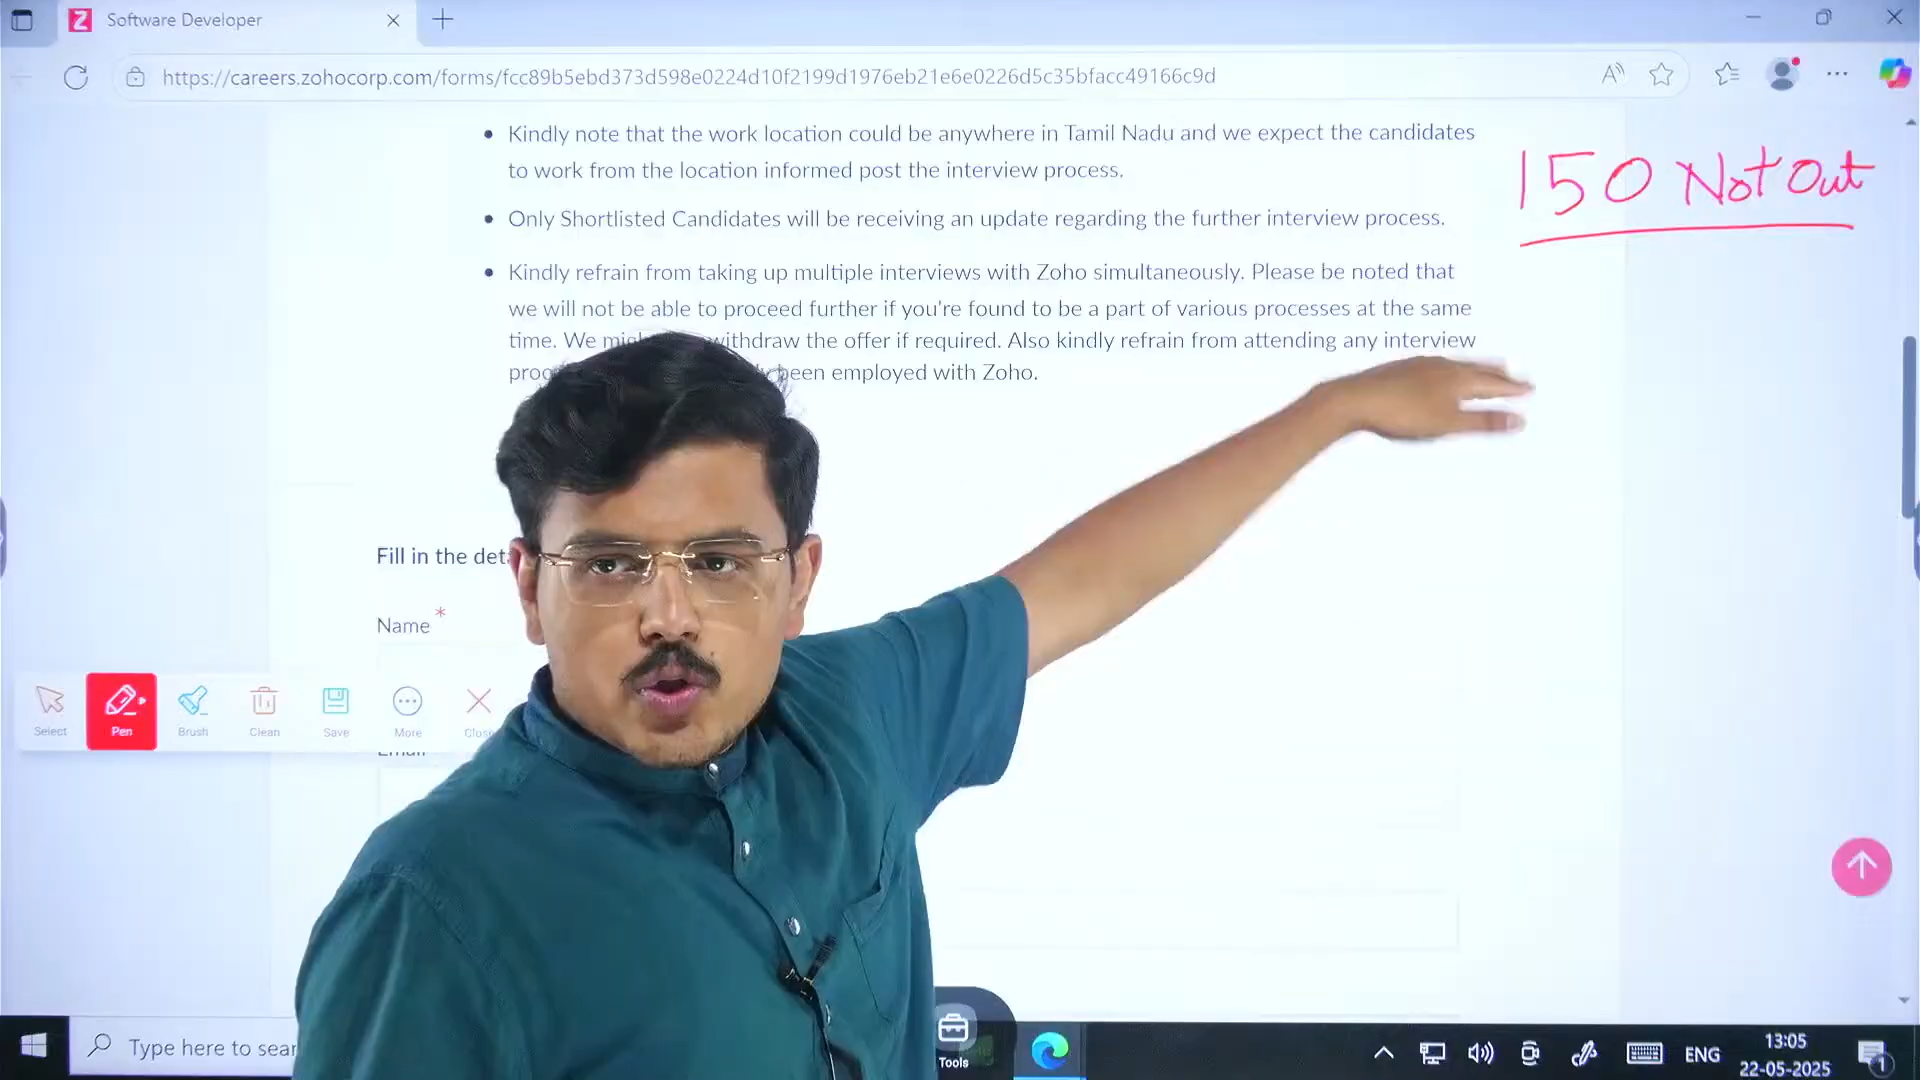 Software Developer
https://careers.zohocorp.com/forms/fcc89b5ebd373d598e0224d10f2199d1976eb21e6e0226d5c35bfacc49166c9d
Kindly note that the work location could be anywhere in Tamil Nadu and we expect the candidates
to work from the location informed post the interview process.
150 Not Out
Only Shortlisted Candidates will be receiving an update regarding the further interview process.
Kindly refrain from taking up multiple interviews with Zoho simultaneously. Please be noted that
we will not be able to proceed further if you're found to be a part of various processes at the same
time. We withdraw the offer if required. Also kindly refrain from attending any interview
been employed with Zoho.
Fill in the
Name *
Select
Pen
Brush
Clean
Save
More
Close
Email
Type here to sear
Tools
ENG
13:05
22-05-2025
1